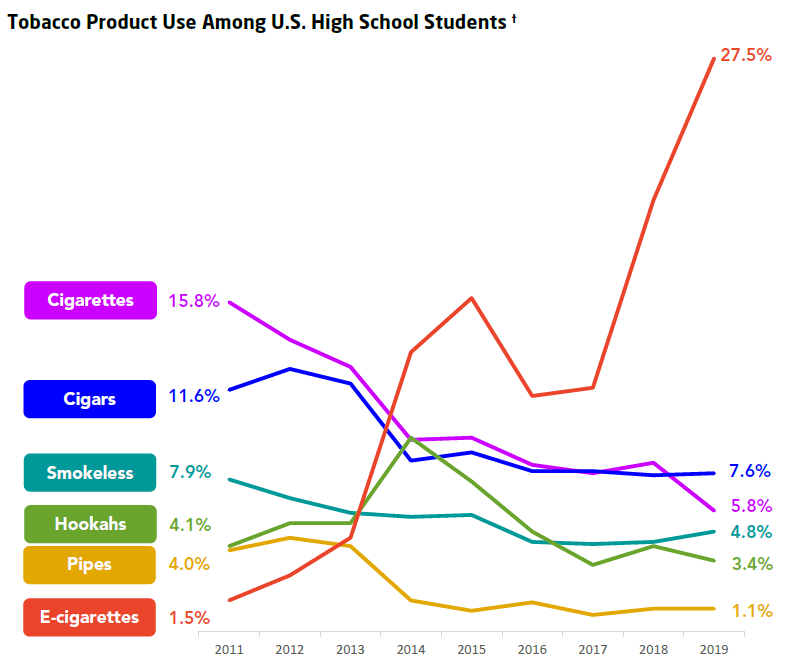 Tobacco Product Use Among U.S. High School Students †
27.5%
Cigarettes 15.8%
Cigars 11.6%
Smokeless 7.9%
Hookahs 4.1%
Pipes 4.0%
E-cigarettes 1.5%
7.6%
5.8%
4.8%
3.4%
1.1%
2011 2012 2013 2014 2015 2016 2017 2018 2019